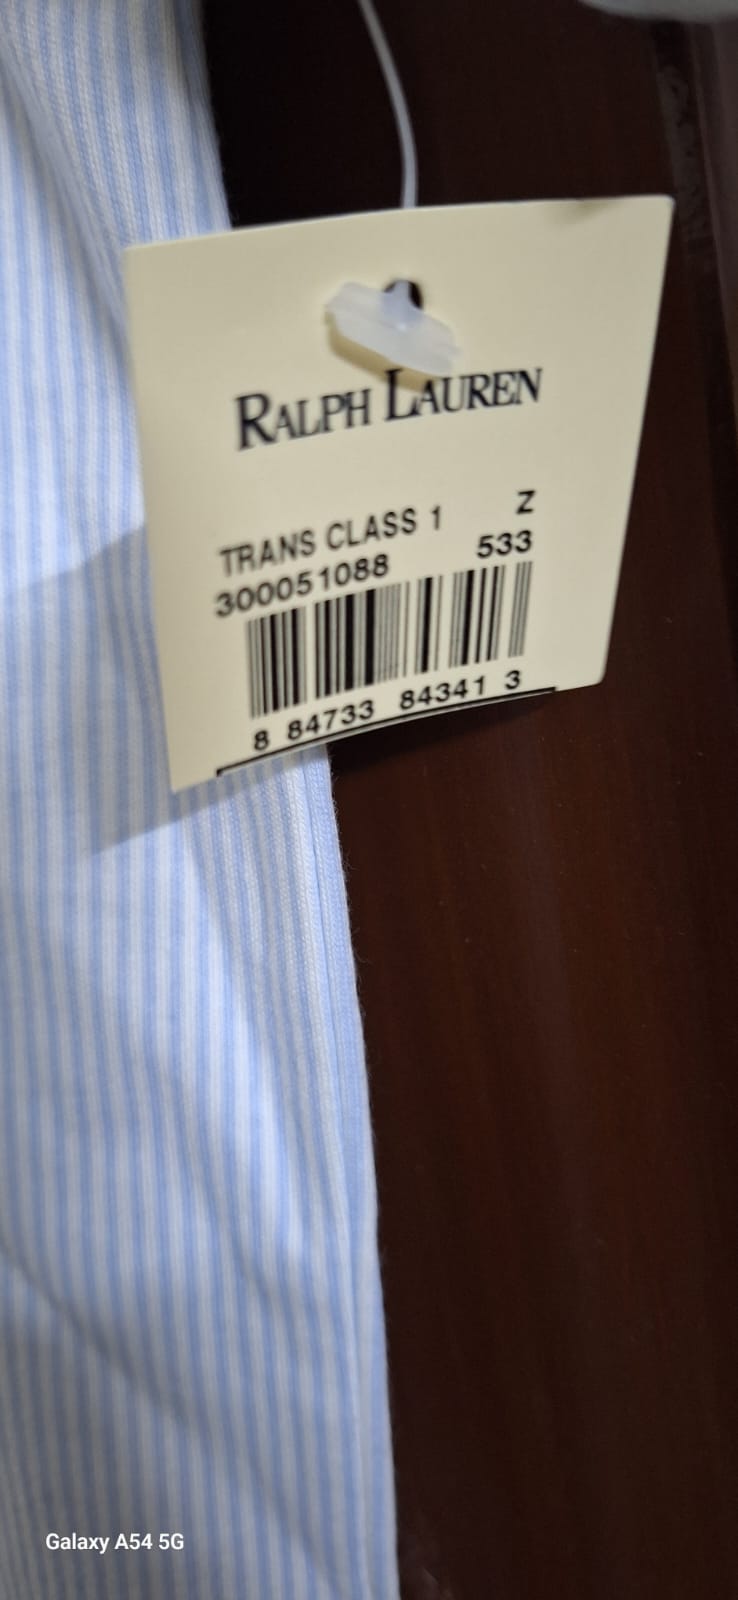 RALPH LAUREN
Z
TRANS CLASS 1
533
300051088
8 84733 84341 3
Galaxy A54 5G